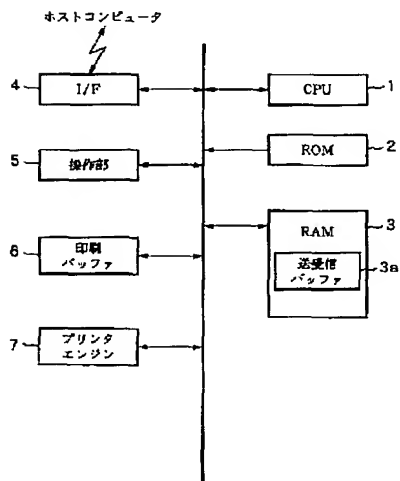 ホストコンピュータ
4
I/F
CPU
1
5
操作部
ROM
2
6
印刷
バッファ
RAM
3
送受信
バッファ
3a
7
プリンタ
エンジン